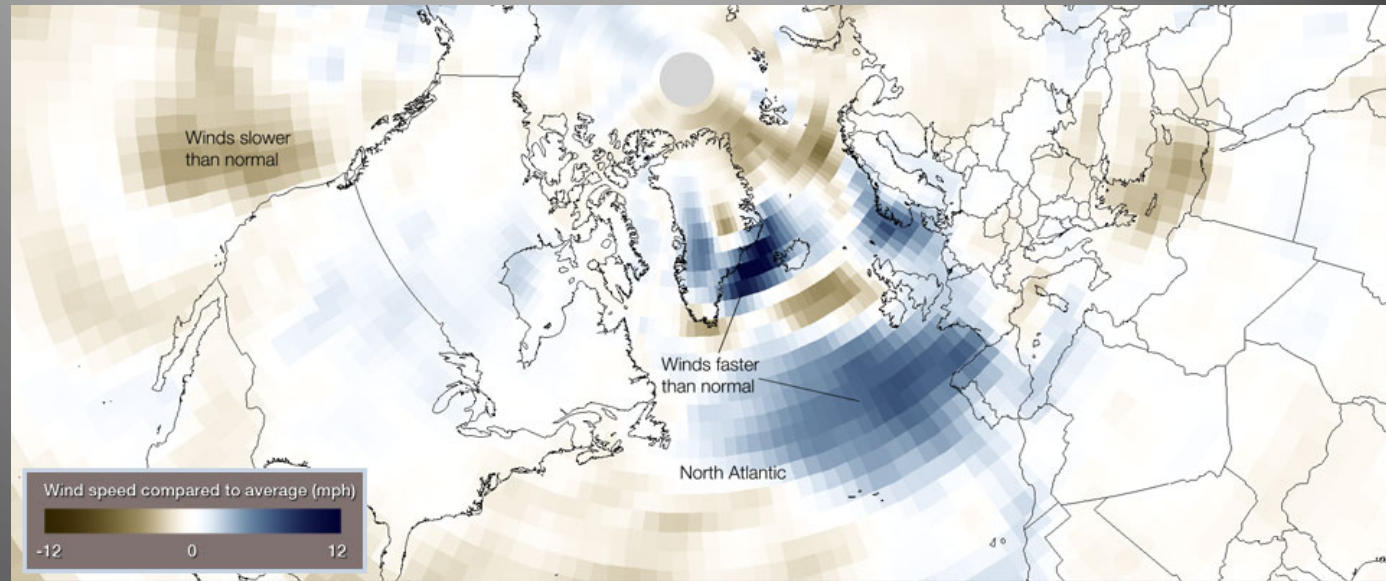 Winds slower
than normal
Winds faster
than normal
North Atlantic
Wind speed compared to average (mph)
-12 0 12